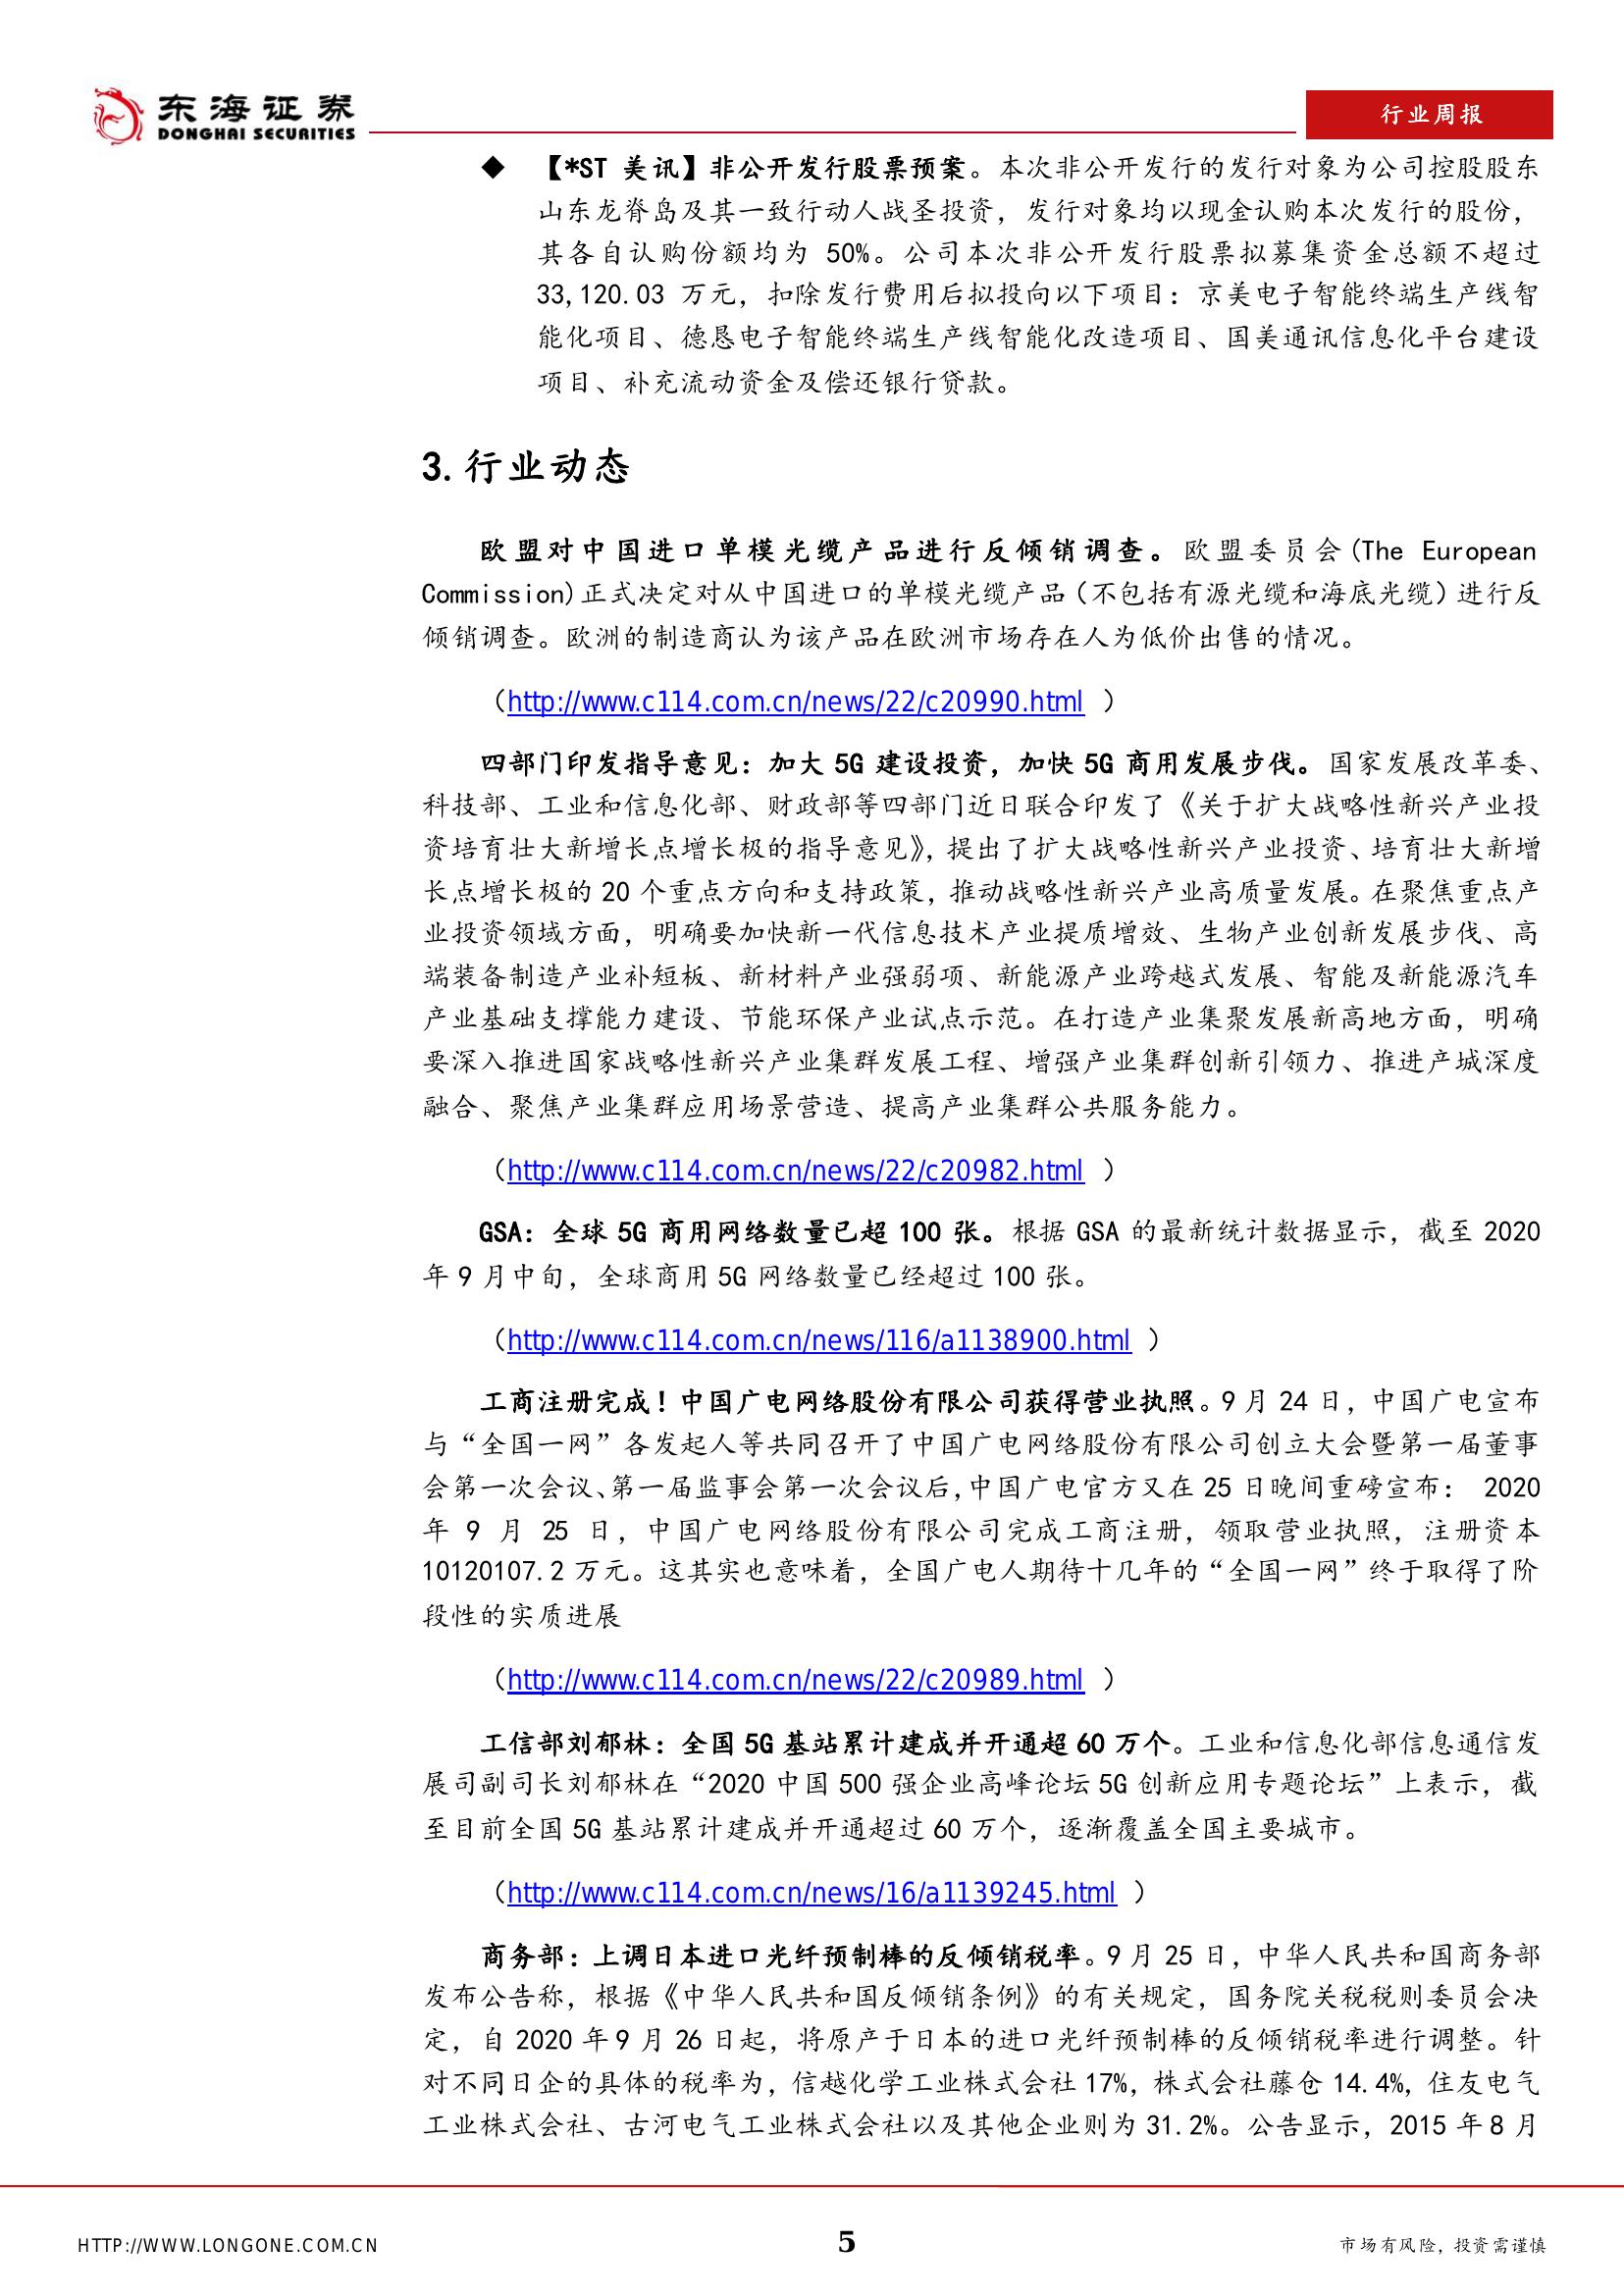 东海证券
DONGHAI SECURITIES
行业周报
◆ 【*ST 美讯】非公开发行股票预案。本次非公开发行的发行对象为公司控股股东
山东龙脊岛及其一致行动人战圣投资，发行对象均以现金认购本次发行的股份，
其各自认购份额均为 50%。公司本次非公开发行股票拟募集资金总额不超过
33,120.03 万元，扣除发行费用后拟投向以下项目：京美电子智能终端生产线智
能化项目、德恳电子智能终端生产线智能化改造项目、国美通讯信息化平台建设
项目、补充流动资金及偿还银行贷款。
3.行业动态
欧盟对中国进口单模光缆产品进行反倾销调查。欧盟委员会(The European
Commission)正式决定对从中国进口的单模光缆产品（不包括有源光缆和海底光缆）进行反
倾销调查。欧洲的制造商认为该产品在欧洲市场存在人为低价出售的情况。
（http://www.c114.com.cn/news/22/c20990.html ）
四部门印发指导意见：加大 5G 建设投资，加快 5G 商用发展步伐。国家发展改革委、
科技部、工业和信息化部、财政部等四部门近日联合印发了《关于扩大战略性新兴产业投
资培育壮大新增长点增长极的指导意见》，提出了扩大战略性新兴产业投资、培育壮大新增
长点增长极的 20 个重点方向和支持政策，推动战略性新兴产业高质量发展。在聚焦重点产
业投资领域方面，明确要加快新一代信息技术产业提质增效、生物产业创新发展步伐、高
端装备制造产业补短板、新材料产业强弱项、新能源产业跨越式发展、智能及新能源汽车
产业基础支撑能力建设、节能环保产业试点示范。在打造产业集聚发展新高地方面，明确
要深入推进国家战略性新兴产业集群发展工程、增强产业集群创新引领力、推进产城深度
融合、聚焦产业集群应用场景营造、提高产业集群公共服务能力。
（http://www.c114.com.cn/news/22/c20982.html ）
GSA：全球 5G 商用网络数量已超 100 张。根据 GSA 的最新统计数据显示，截至 2020
年 9 月中旬，全球商用 5G 网络数量已经超过 100 张。
（http://www.c114.com.cn/news/116/a1138900.html ）
工商注册完成！中国广电网络股份有限公司获得营业执照。9 月 24 日，中国广电宣布
与“全国一网”各发起人等共同召开了中国广电网络股份有限公司创立大会暨第一届董事
会第一次会议、第一届监事会第一次会议后,中国广电官方又在 25 日晚间重磅宣布： 2020
年 9 月 25 日，中国广电网络股份有限公司完成工商注册，领取营业执照，注册资本
10120107.2 万元。这其实也意味着，全国广电人期待十几年的“全国一网”终于取得了阶
段性的实质进展
（http://www.c114.com.cn/news/22/c20989.html ）
工信部刘郁林：全国 5G 基站累计建成并开通超 60 万个。工业和信息化部信息通信发
展司副司长刘郁林在“2020 中国 500 强企业高峰论坛 5G 创新应用专题论坛”上表示，截
至目前全国 5G 基站累计建成并开通超过 60 万个，逐渐覆盖全国主要城市。
（http://www.c114.com.cn/news/16/a1139245.html ）
商务部：上调日本进口光纤预制棒的反倾销税率。9 月 25 日，中华人民共和国商务部
发布公告称，根据《中华人民共和国反倾销条例》的有关规定，国务院关税税则委员会决
定，自 2020 年 9 月 26 日起，将原产于日本的进口光纤预制棒的反倾销税率进行调整。针
对不同日企的具体的税率为，信越化学工业株式会社 17%，株式会社藤仓 14.4%，住友电气
工业株式会社、古河电气工业株式会社以及其他企业则为 31.2%。公告显示，2015 年 8 月
HTTP://WWW.LONGONE.COM.CN
5
市场有风险，投资需谨慎